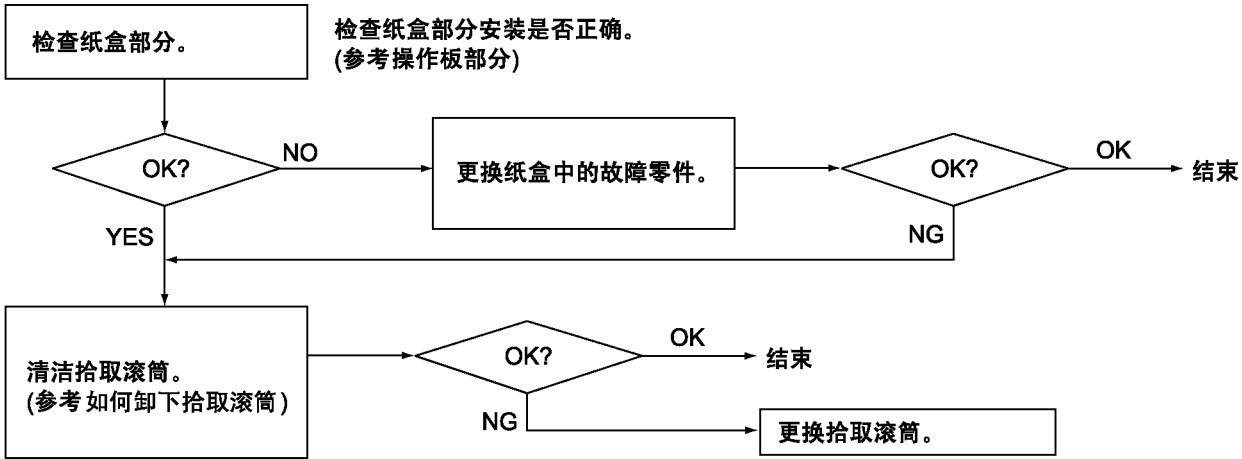 检查纸盒部分。
检查纸盒部分安装是否正确。
(参考操作板部分)
OK?
NO
更换纸盒中的故障零件。
OK?
OK
结束
YES
NG
清洁拾取滚筒。
(参考如何卸下拾取滚筒)
OK?
OK
结束
NG
更换拾取滚筒。